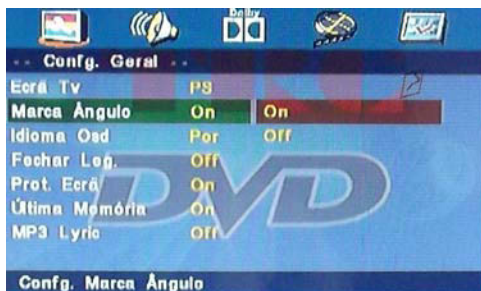 Dolby
-- Confg. Geral --
Ecrã Tv PS
Marca Ângulo On On
Idioma Osd Por Off
Fechar Leg. Off
Prot. Ecrã On
Última Memória On
MP3 Lyric Off
DVD
Confg. Marca Ângulo